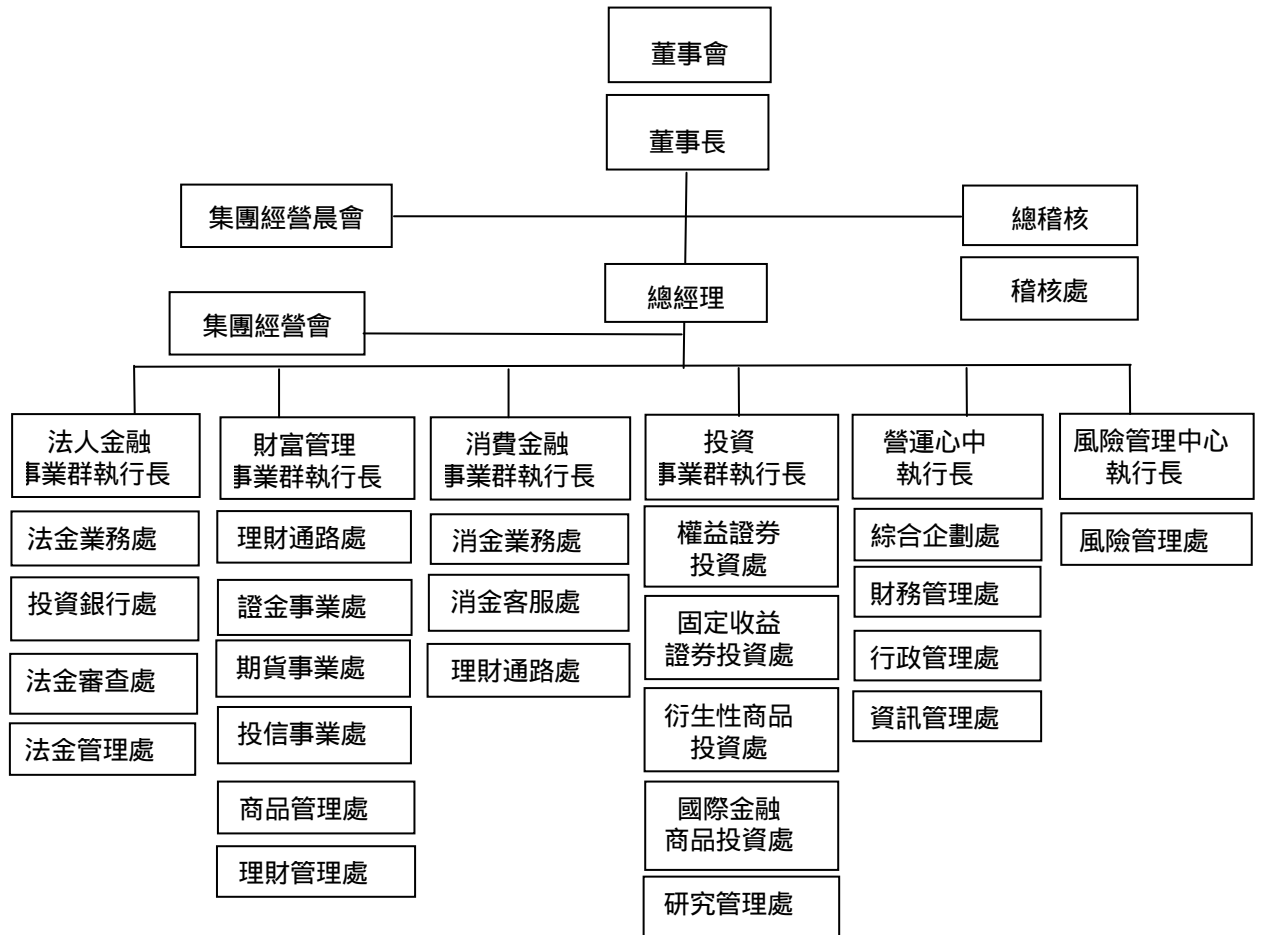 董事會
董事長
集團經營晨會
總稽核
稽核處
總經理
集團經營會
法人金融
事業群執行長
財富管理
事業群執行長
消費金融
事業群執行長
投資
事業群執行長
營運心中
執行長
風險管理中心
執行長
法金業務處
投資銀行處
法金審查處
法金管理處
理財通路處
證金事業處
期貨事業處
投信事業處
商品管理處
理財管理處
消金業務處
消金客服處
理財通路處
權益證券
投資處
固定收益
證券投資處
衍生性商品
投資處
國際金融
商品投資處
研究管理處
綜合企劃處
財務管理處
行政管理處
資訊管理處
風險管理處